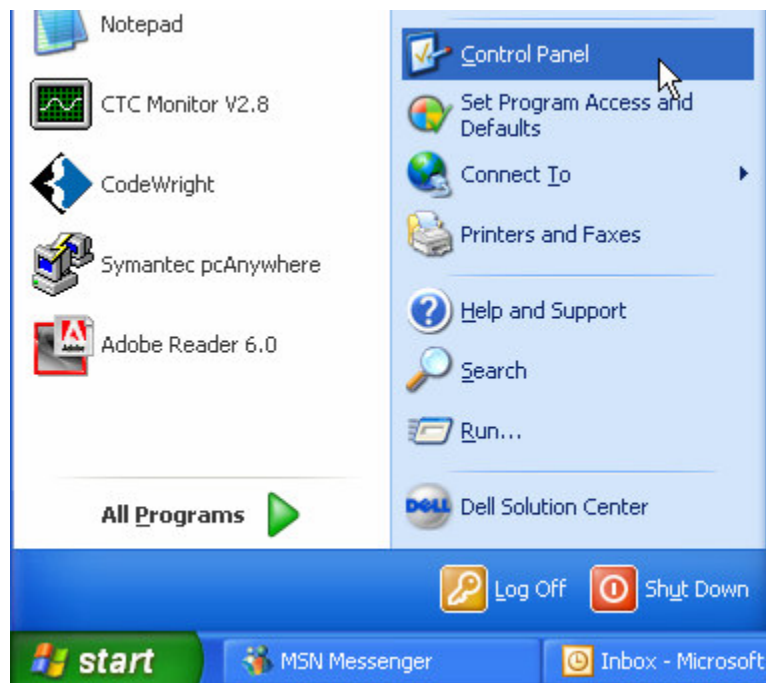 Notepad
CTC Monitor V2.8
CodeWright
Symantec pcAnywhere
Adobe
Adobe Reader 6.0
All Programs
Control Panel
Set Program Access and
Defaults
Connect To
Printers and Faxes
Help and Support
Search
Run...
DELL
Dell Solution Center
Log Off
Shut Down
start
MSN Messenger
Inbox - Microsoft